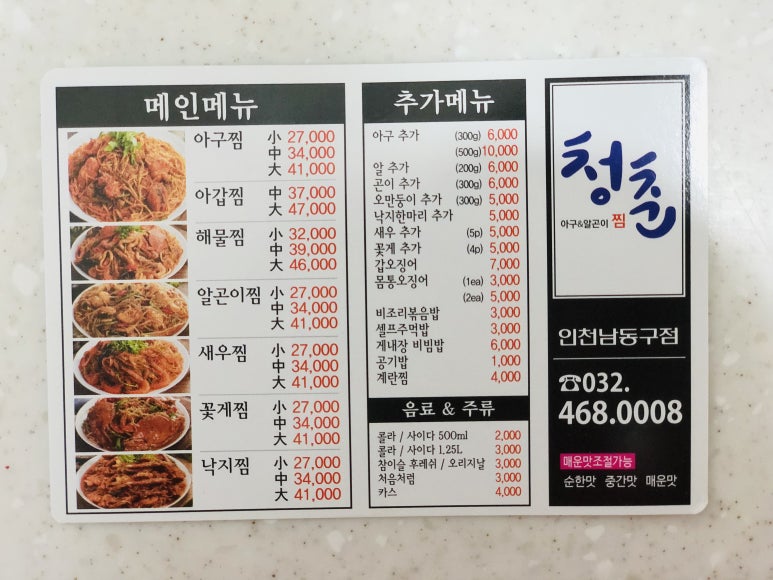 메인메뉴
아구찜 小 27,000
中 34,000
大 41,000
아갑찜 中 37,000
大 47,000
해물찜 小 32,000
中 39,000
大 46,000
알곤이찜 小 27,000
中 34,000
大 41,000
새우찜 小 27,000
中 34,000
大 41,000
꽃게찜 小 27,000
中 34,000
大 41,000
낙지찜 小 27,000
中 34,000
大 41,000
추가메뉴
아구 추가 (300g) 6,000
(500g)10,000
알 추가 (200g) 6,000
곤이 추가 (300g) 6,000
오만둥이 추가 (300g) 5,000
낙지한마리 추가 5,000
새우 추가 (5p) 5,000
꽃게 추가 (4p) 5,000
갑오징어 7,000
몸통오징어 (1ea) 3,000
(2ea) 5,000
비조리볶음밥 3,000
셀프주먹밥 3,000
게내장 비빔밥 6,000
공기밥 1,000
계란찜 4,000
음료 & 주류
콜라 / 사이다 500ml 2,000
콜라 / 사이다 1.25L 3,000
참이슬 후레쉬 / 오리지날 3,000
처음처럼 3,000
카스 4,000
청춘
아구&알곤이 찜
인천남동구점
☎032.
468.0008
매운맛조절가능
순한맛 중간맛 매운맛